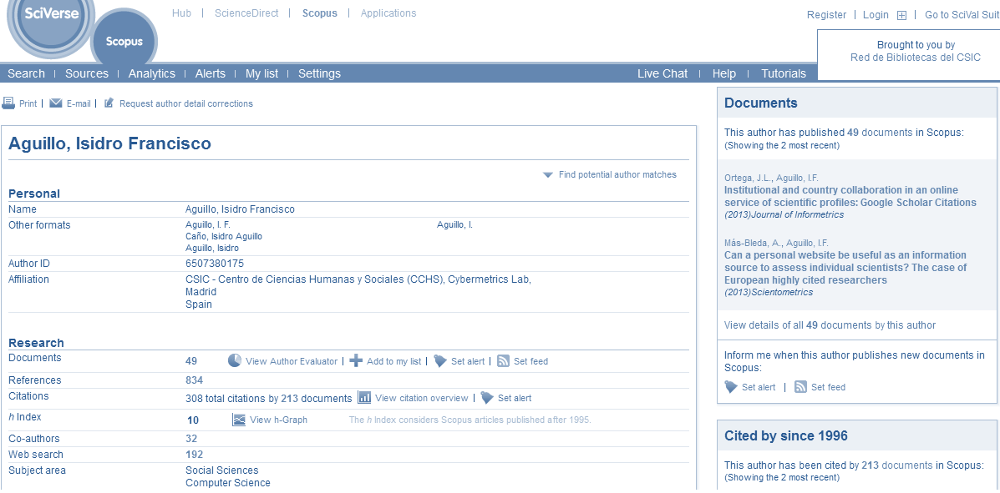 SciVerse
Scopus
Hub | ScienceDirect | Scopus | Applications
Register | Login | Go to SciVal Suit
Brought to you by
Red de Bibliotecas del CSIC
Search | Sources | Analytics | Alerts | My list | Settings
Live Chat | Help | Tutorials
Print | E-mail | Request author detail corrections
Aguillo, Isidro Francisco
Find potential author matches
Personal
Name Aguillo, Isidro Francisco
Other formats Aguillo, I. F. Aguillo, I.
Caño, Isidro Aguillo
Aguillo, Isidro
Author ID 6507380175
Affiliation CSIC - Centro de Ciencias Humanas y Sociales (CCHS), Cybermetrics Lab,
Madrid
Spain
Research
Documents 49 View Author Evaluator | Add to my list | Set alert | Set feed
References 834
Citations 308 total citations by 213 documents View citation overview | Set alert
h Index 10 View h-Graph The h Index considers Scopus articles published after 1995.
Co-authors 32
Web search 192
Subject area Social Sciences
Computer Science
Documents
This author has published 49 documents in Scopus:
(Showing the 2 most recent)
Ortega, J.L., Aguillo, I.F.
Institutional and country collaboration in an online
service of scientific profiles: Google Scholar Citations
(2013)Journal of Informetrics
Más-Bleda, A., Aguillo, I.F.
Can a personal website be useful as an information
source to assess individual scientists? The case of
European highly cited researchers
(2013)Scientometrics
View details of all 49 documents by this author
Inform me when this author publishes new documents in
Scopus:
Set alert | Set feed
Cited by since 1996
This author has been cited by 213 documents in Scopus:
(Showing the 2 most recent)